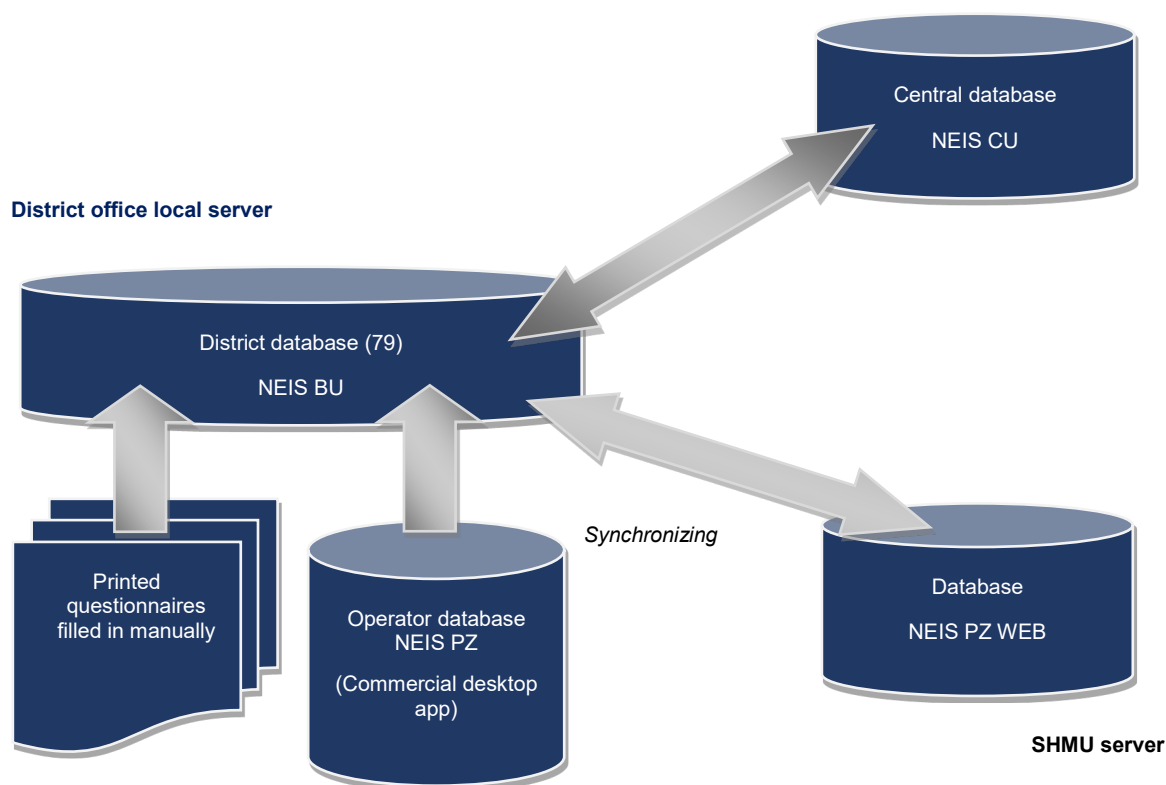 Central database
NEIS CU
District office local server
District database (79)
NEIS BU
Printed
questionnaires
filled in manually
Operator database
NEIS PZ
(Commercial desktop
app)
Synchronizing
Database
NEIS PZ WEB
SHMU server